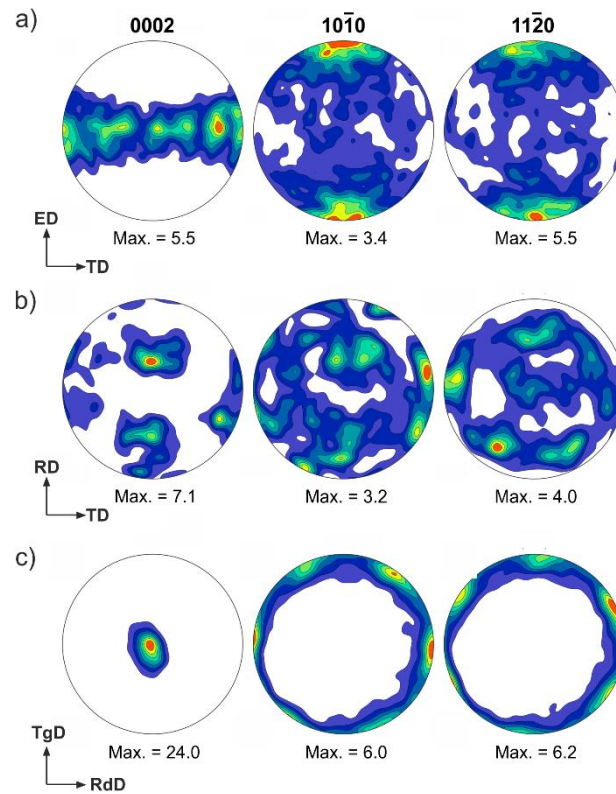 a)
0002 101̄0 112̄0
ED
TD
Max. = 5.5 Max. = 3.4 Max. = 5.5
b)
RD
TD
Max. = 7.1 Max. = 3.2 Max. = 4.0
c)
TgD
RdD
Max. = 24.0 Max. = 6.0 Max. = 6.2